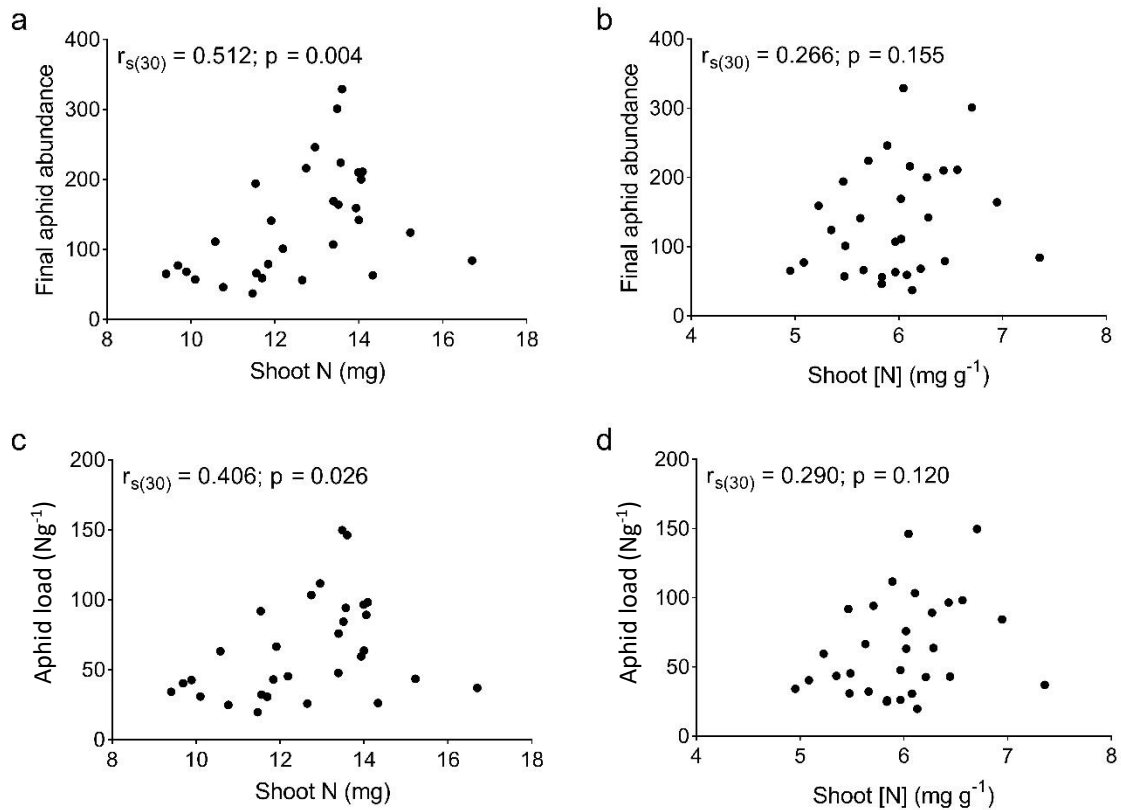 a
r_s(30) = 0.512; p = 0.004
Final aphid abundance
400
300
200
100
0
8 10 12 14 16 18
Shoot N (mg)
b
r_s(30) = 0.266; p = 0.155
Final aphid abundance
400
300
200
100
0
4 5 6 7 8
Shoot [N] (mg g⁻¹)
c
r_s(30) = 0.406; p = 0.026
Aphid load (Ng⁻¹)
200
150
100
50
0
8 10 12 14 16 18
Shoot N (mg)
d
r_s(30) = 0.290; p = 0.120
Aphid load (Ng⁻¹)
200
150
100
50
0
4 5 6 7 8
Shoot [N] (mg g⁻¹)